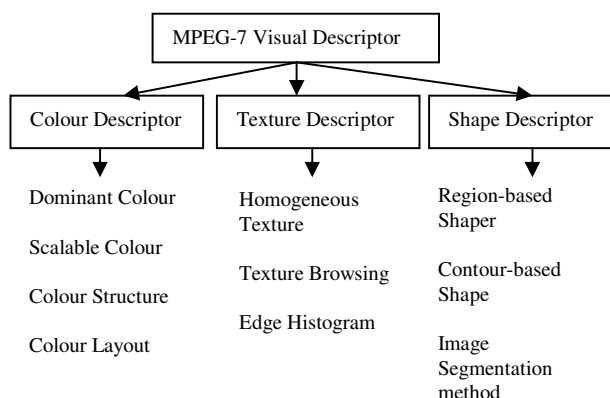 MPEG-7 Visual Descriptor
Colour Descriptor
Texture Descriptor
Shape Descriptor
Dominant Colour
Scalable Colour
Colour Structure
Colour Layout
Homogeneous
Texture
Texture Browsing
Edge Histogram
Region-based
Shaper
Contour-based
Shape
Image
Segmentation
method